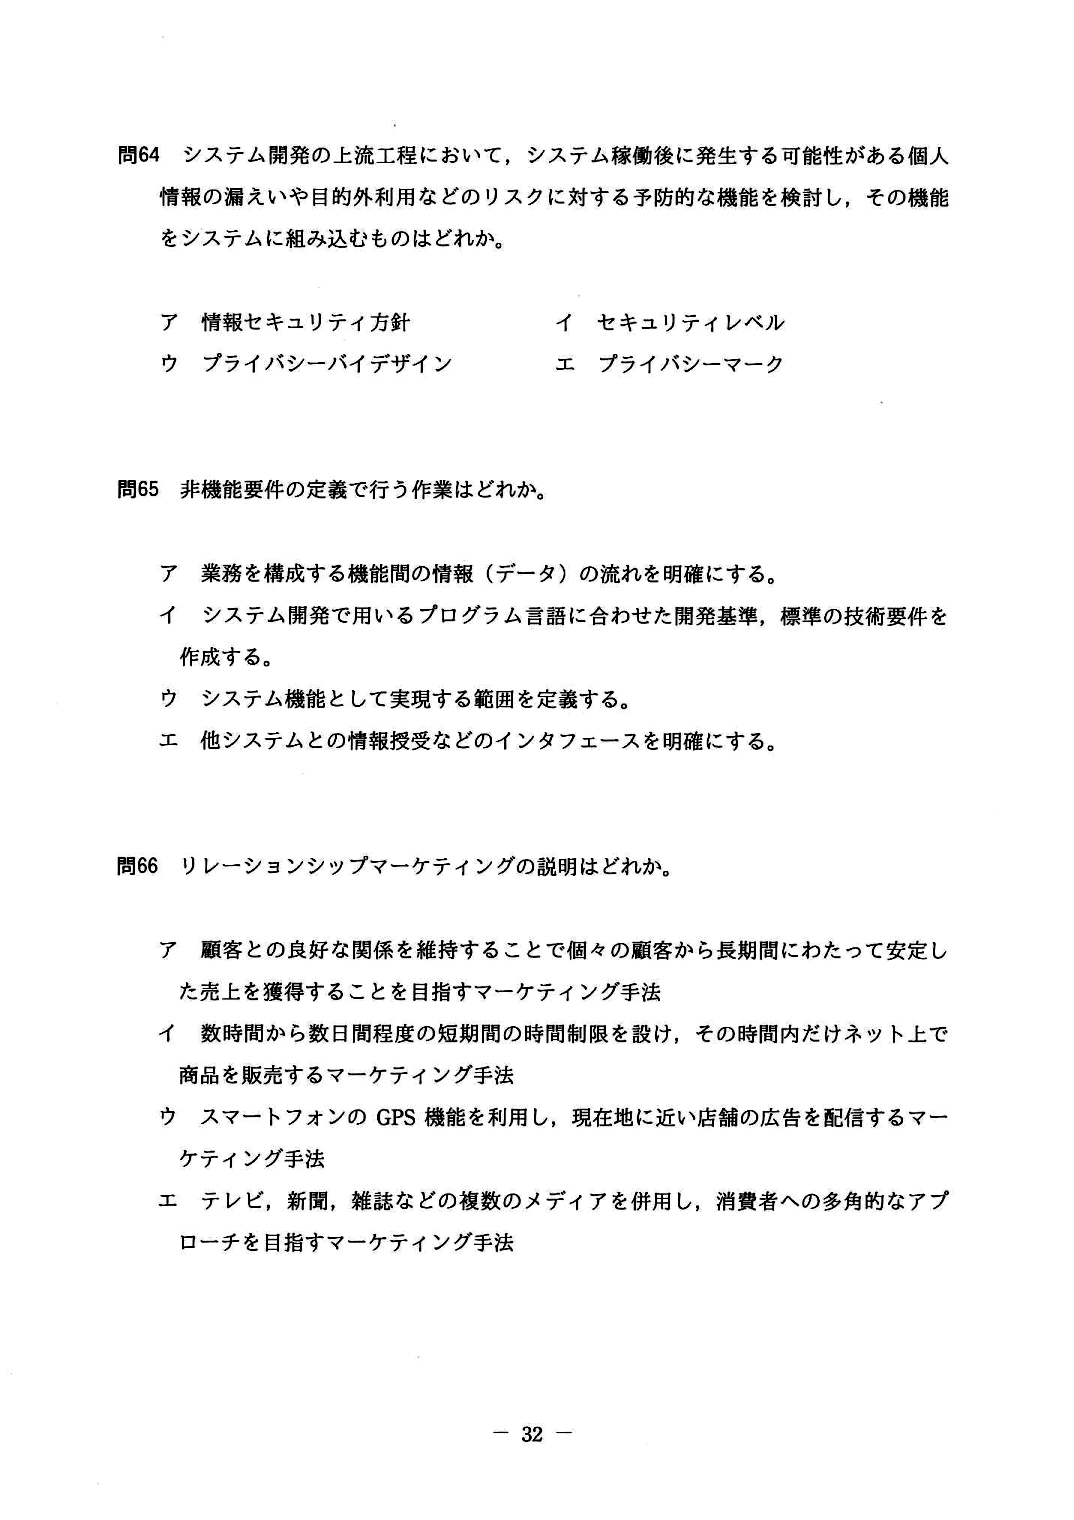 問64 システム開発の上流工程において，システム稼働後に発生する可能性がある個人
情報の漏えいや目的外利用などのリスクに対する予防的な機能を検討し，その機能
をシステムに組み込むものはどれか。
ア 情報セキュリティ方針 イ セキュリティレベル
ウ プライバシーバイデザイン エ プライバシーマーク
問65 非機能要件の定義で行う作業はどれか。
ア 業務を構成する機能間の情報（データ）の流れを明確にする。
イ システム開発で用いるプログラム言語に合わせた開発基準，標準の技術要件を
作成する。
ウ システム機能として実現する範囲を定義する。
エ 他システムとの情報授受などのインタフェースを明確にする。
問66 リレーションシップマーケティングの説明はどれか。
ア 顧客との良好な関係を維持することで個々の顧客から長期間にわたって安定し
た売上を獲得することを目指すマーケティング手法
イ 数時間から数日間程度の短期間の時間制限を設け，その時間内だけネット上で
商品を販売するマーケティング手法
ウ スマートフォンの GPS 機能を利用し，現在地に近い店舗の広告を配信するマー
ケティング手法
エ テレビ，新聞，雑誌などの複数のメディアを併用し，消費者への多角的なアプ
ローチを目指すマーケティング手法
－ 32 －